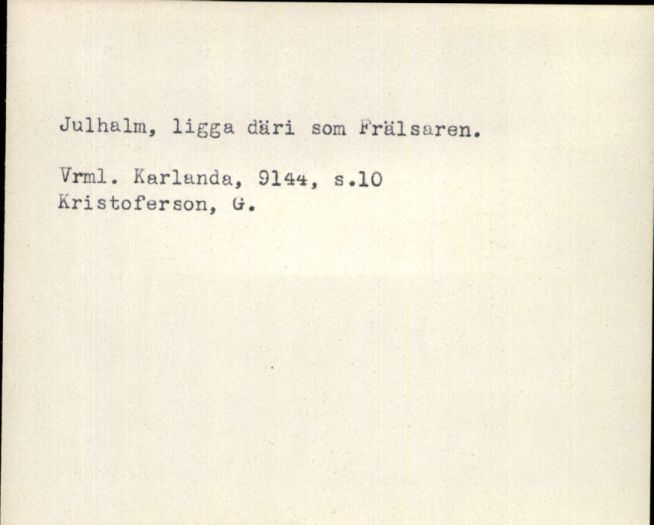 Julhalm, ligga däri som Frälsaren.
Vrml. Karlanda, 9144, s.10
Kristoferson, G.